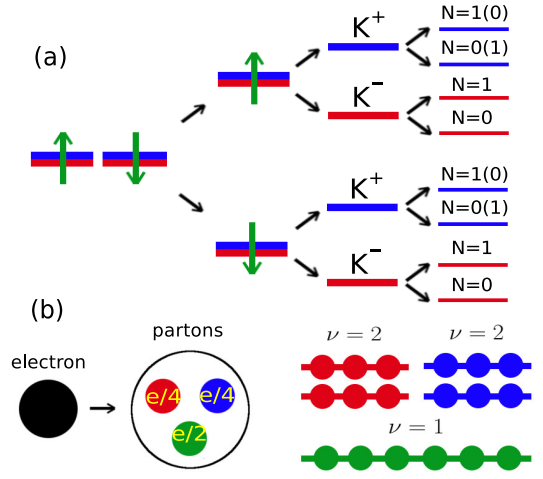 (a)
K⁺
N=1(0)
N=0(1)
K⁻
N=1
N=0
K⁺
N=1(0)
N=0(1)
K⁻
N=1
N=0
(b)
electron
partons
e/4
e/4
e/2
ν = 2
ν = 2
ν = 1